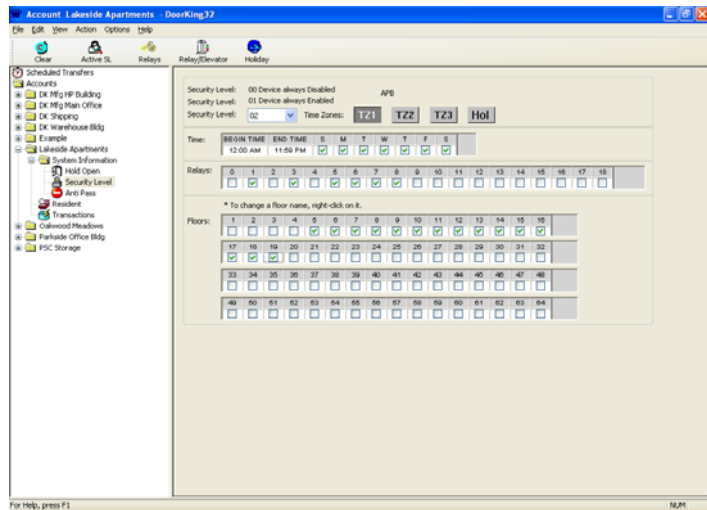 Account Lakeside Apartments - DoorKing32
File Edit View Action Options Help
Clear Active SL Relays Relay/Elevator Holiday
Scheduled Transfers
Accounts
DK Mfg HP Building
DK Mfg Main Office
DK Shipping
DK Warehouse Bldg
Example
Lakeside Apartments
System Information
Hold Open
Security Level
Anti Pass
Resident
Transactions
Oakwood Meadows
Parkside Office Bldg
PSC Storage
Security Level: 00 Device always Disabled APB
Security Level: 01 Device always Enabled
Security Level: 02 Time Zones: TZ1 TZ2 TZ3 Hol
Time: BEGIN TIME END TIME S M T W T F S
12:00 AM 11:59 PM
Relays: 0 1 2 3 4 5 6 7 8 9 10 11 12 13 14 15 16 17 18
* To change a floor name, right-click on it.
Floors: 1 2 3 4 5 6 7 8 9 10 11 12 13 14 15 16
17 18 19 20 21 22 23 24 25 26 27 28 29 30 31 32
33 34 35 36 37 38 39 40 41 42 43 44 45 46 47 48
49 50 51 52 53 54 55 56 57 58 59 60 61 62 63 64
For Help, press F1 NUM